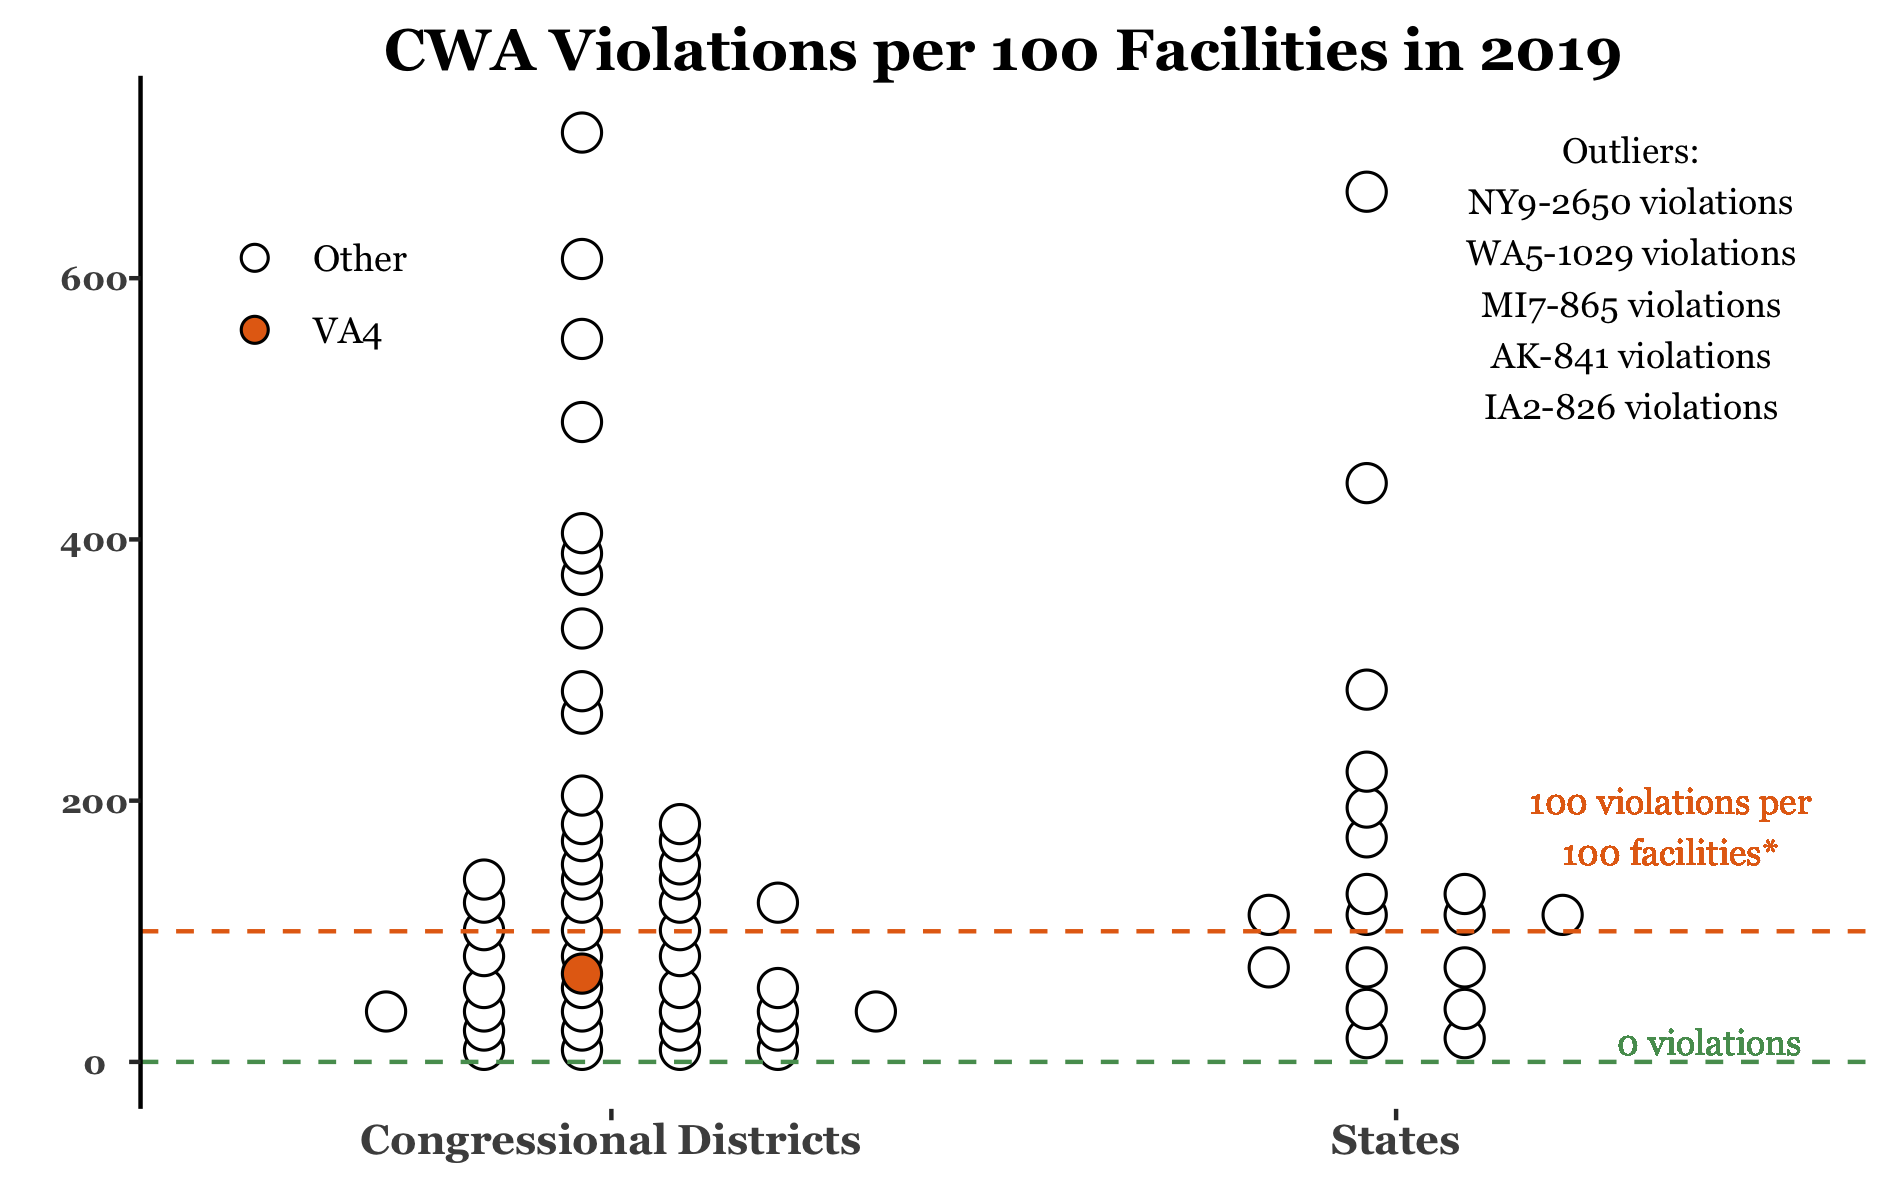 CWA Violations per 100 Facilities in 2019
Outliers:
NY9-2650 violations
WA5-1029 violations
MI7-865 violations
AK-841 violations
IA2-826 violations
Other
VA4
600
400
200
0
100 violations per
100 facilities*
0 violations
Congressional Districts
States